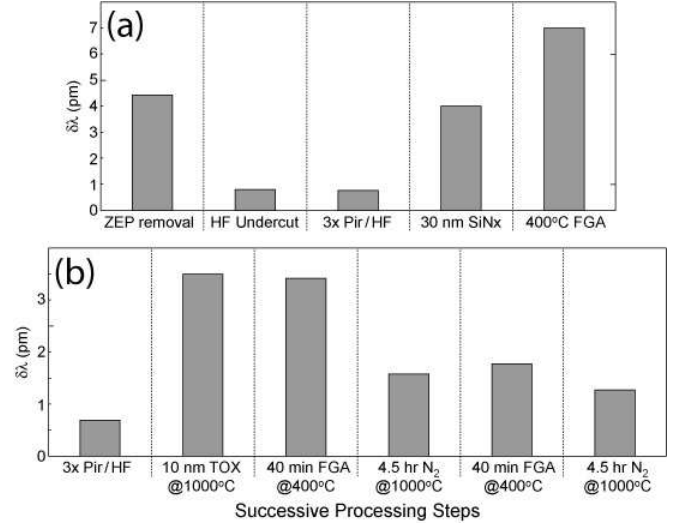 (a)
7
6
5
4
3
2
1
0
δλ (pm)
ZEP removal HF Undercut 3x Pir/HF 30 nm SiNx 400°C FGA
(b)
3
2
1
0
δλ (pm)
3x Pir/HF 10 nm TOX 40 min FGA 4.5 hr N₂ 40 min FGA 4.5 hr N₂
@1000°C @400°C @1000°C @400°C @1000°C
Successive Processing Steps